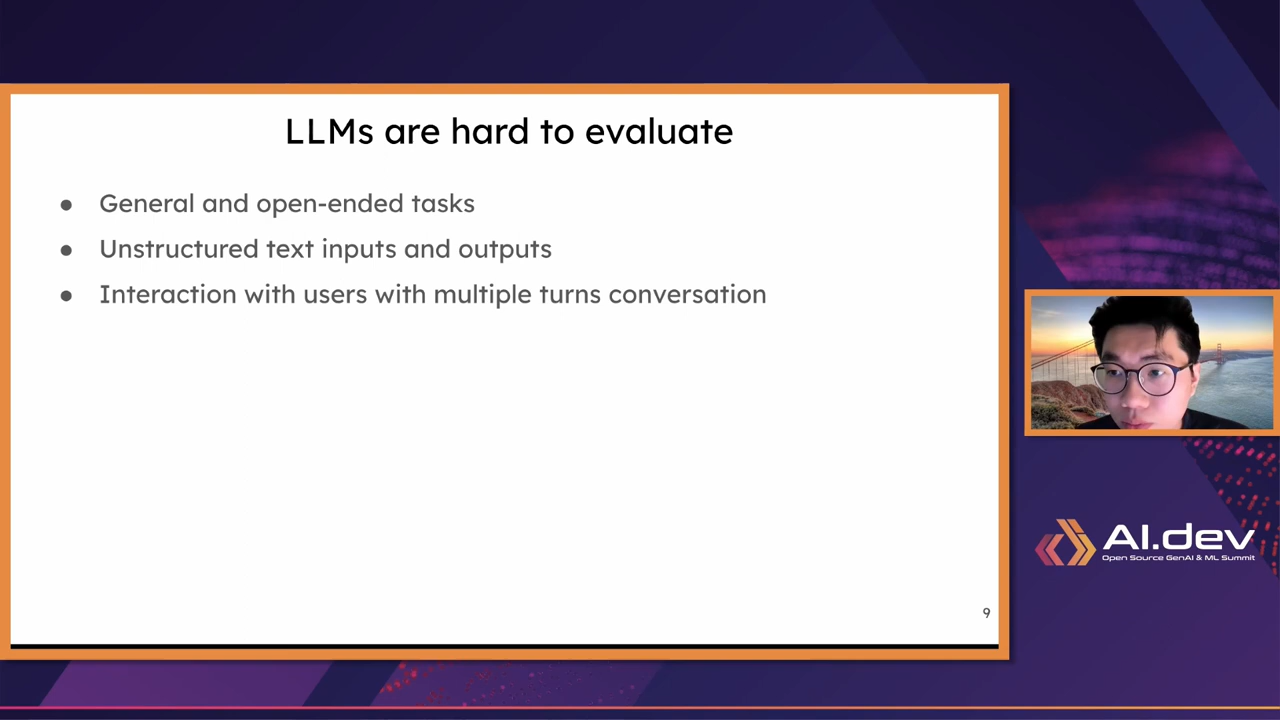 LLMs are hard to evaluate
● General and open-ended tasks
● Unstructured text inputs and outputs
● Interaction with users with multiple turns conversation
9
AI.dev
Open Source GenAI & ML Summit